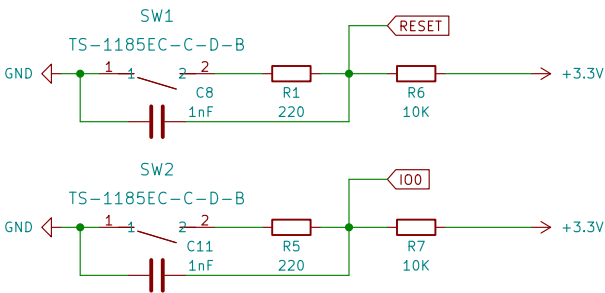 SW1
TS-1185EC-C-D-B
RESET
GND 1 1 2 2 +3.3V
C8 R1 R6
1nF 220 10K
SW2
TS-1185EC-C-D-B
IO0
GND 1 1 2 2 +3.3V
C11 R5 R7
1nF 220 10K